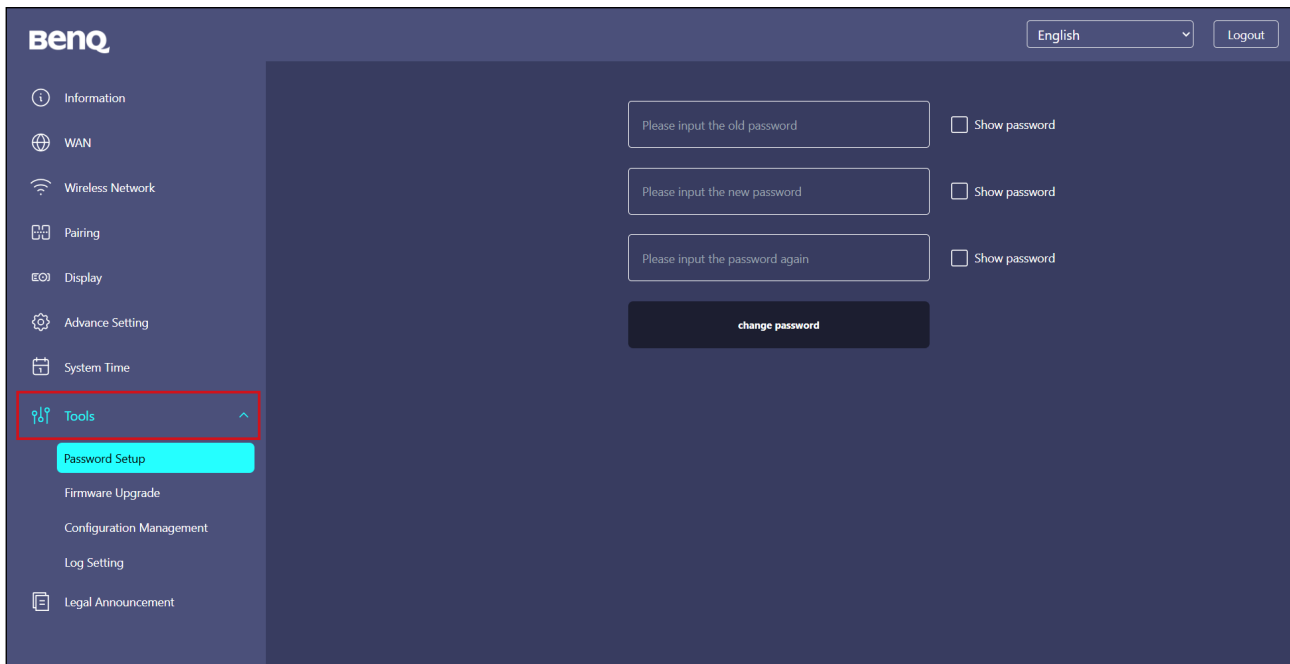 BenQ
English
Logout
Information
WAN
Wireless Network
Pairing
Display
Advance Setting
System Time
Tools
Password Setup
Firmware Upgrade
Configuration Management
Log Setting
Legal Announcement
Please input the old password
Show password
Please input the new password
Show password
Please input the password again
Show password
change password